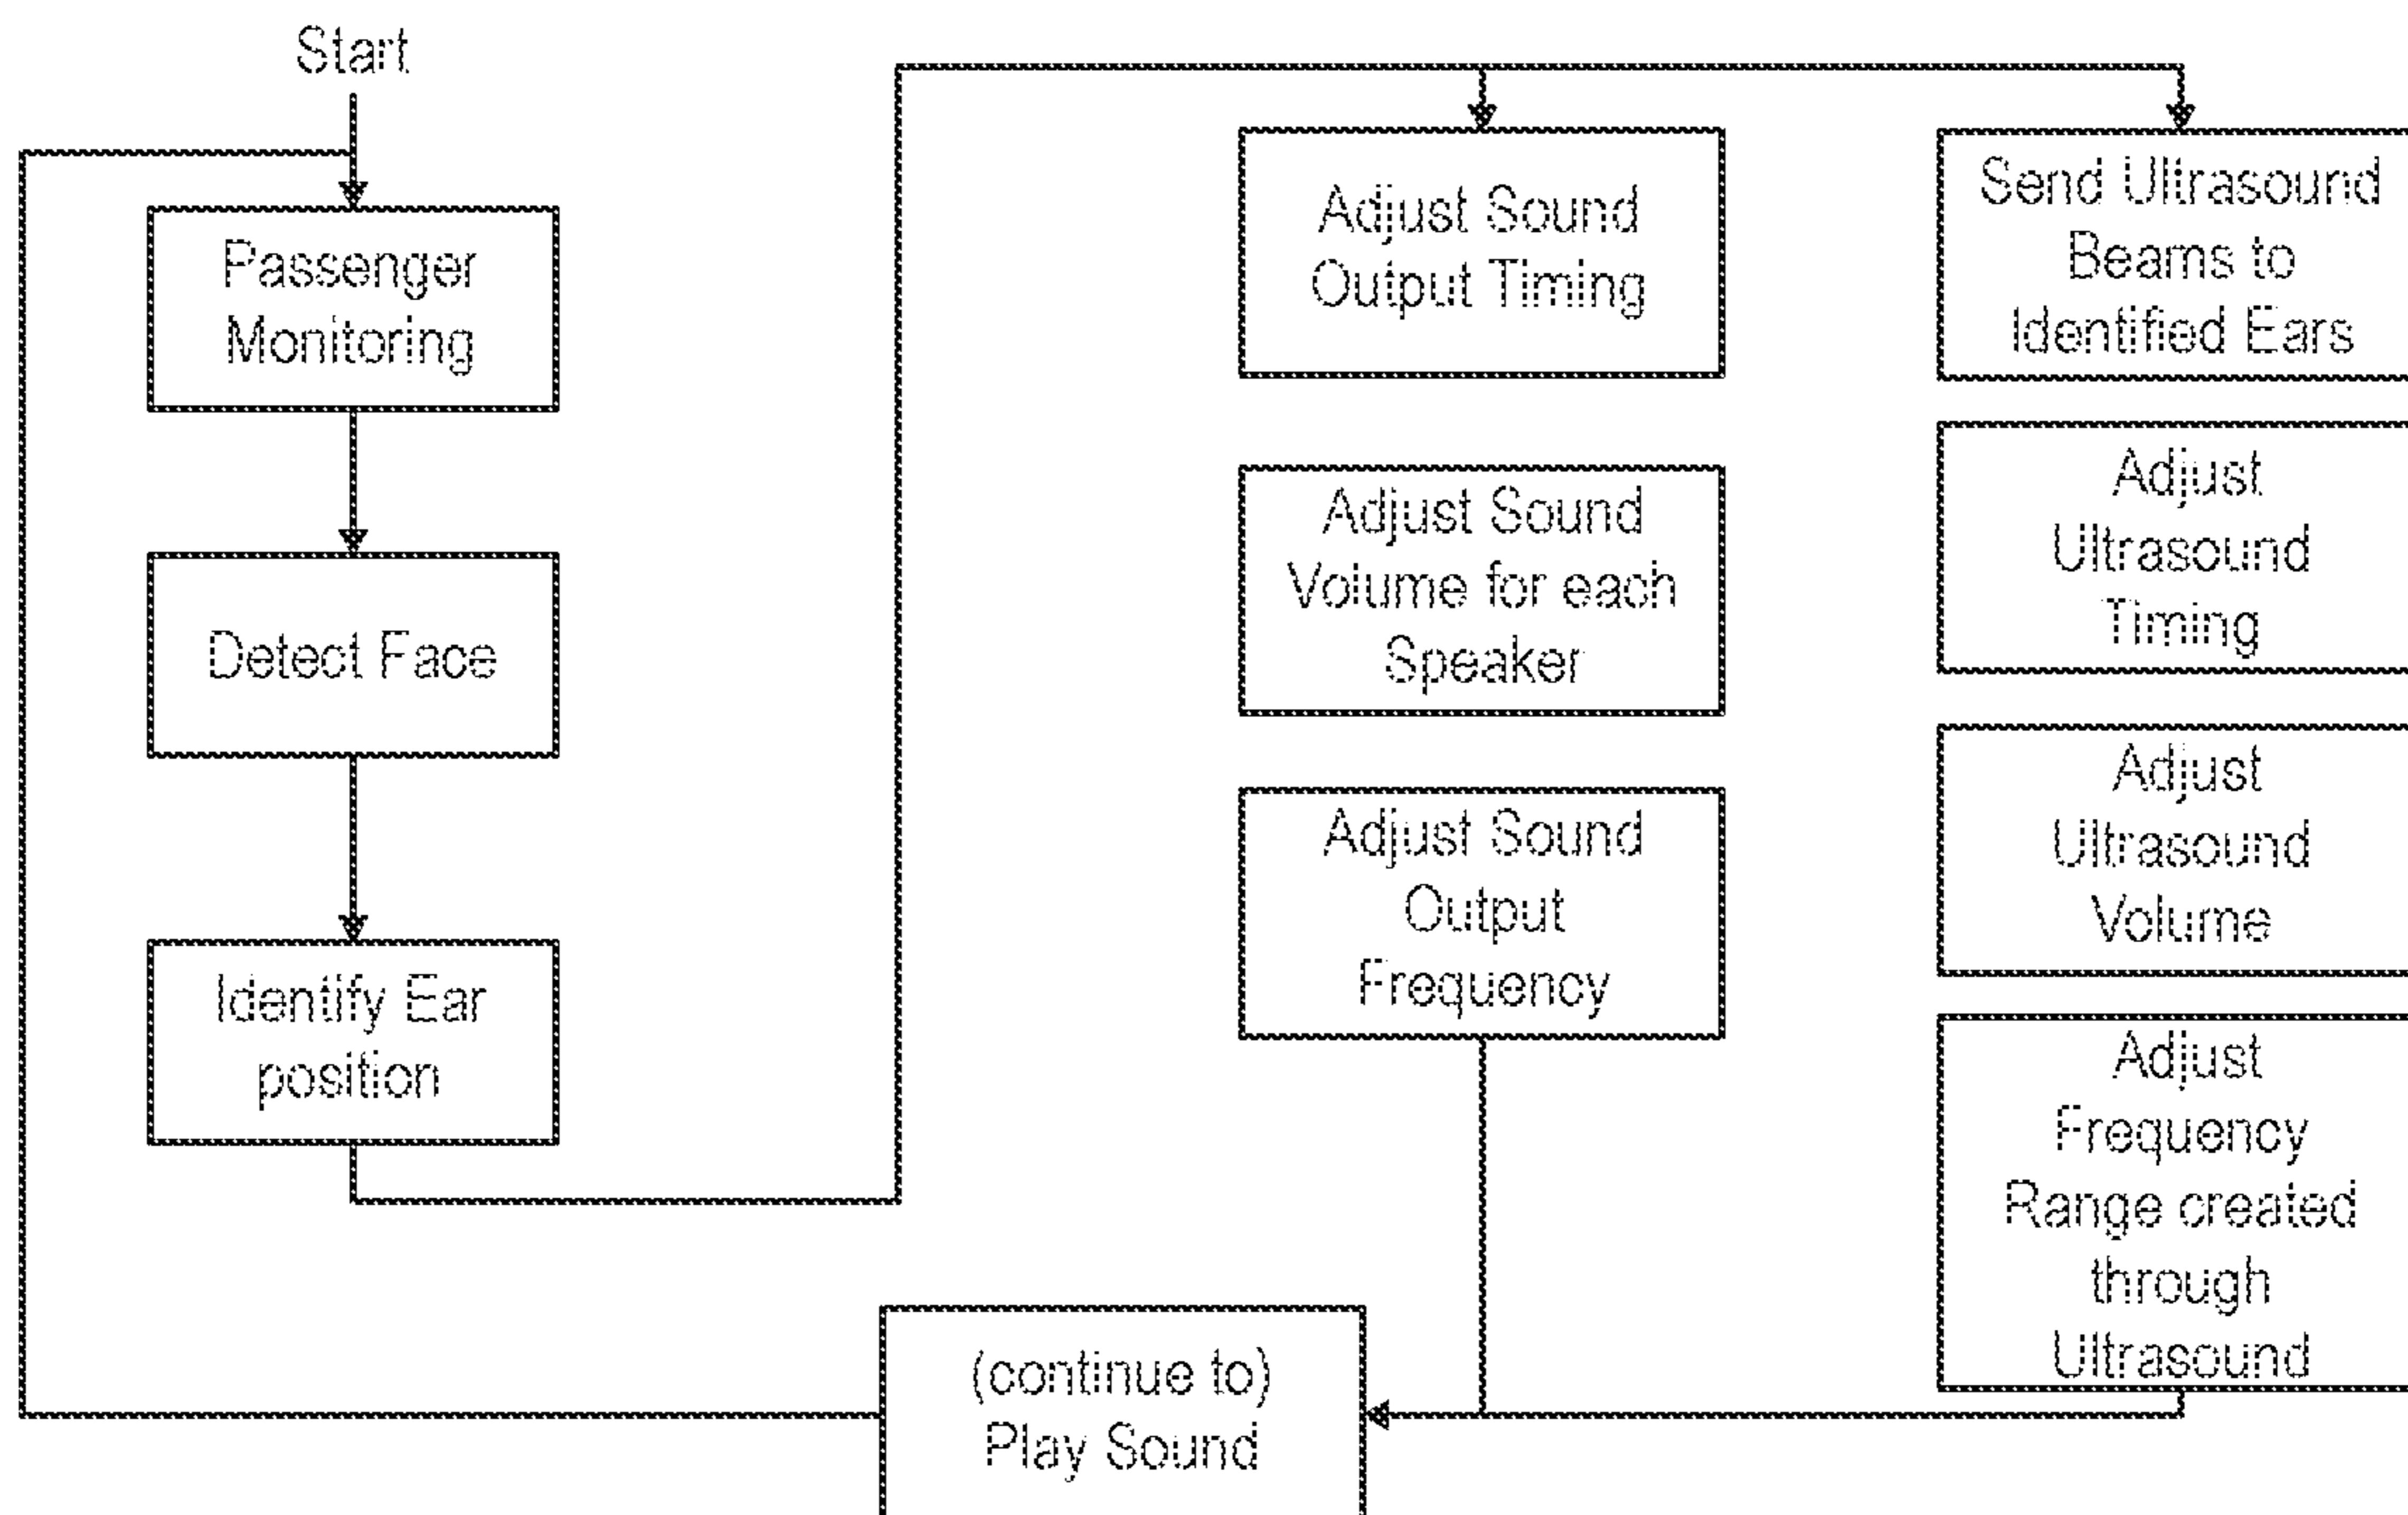 Start
Passenger
Monitoring
Detect Face
Identify Ear
position
Adjust Sound
Output Timing
Adjust Sound
Volume for each
Speaker
Adjust Sound
Output
Frequency
Send Ultrasound
Beams to
Identified Ears
Adjust
Ultrasound
Timing
Adjust
Ultrasound
Volume
Adjust
Frequency
Range created
through
Ultrasound
(continue to)
Play Sound